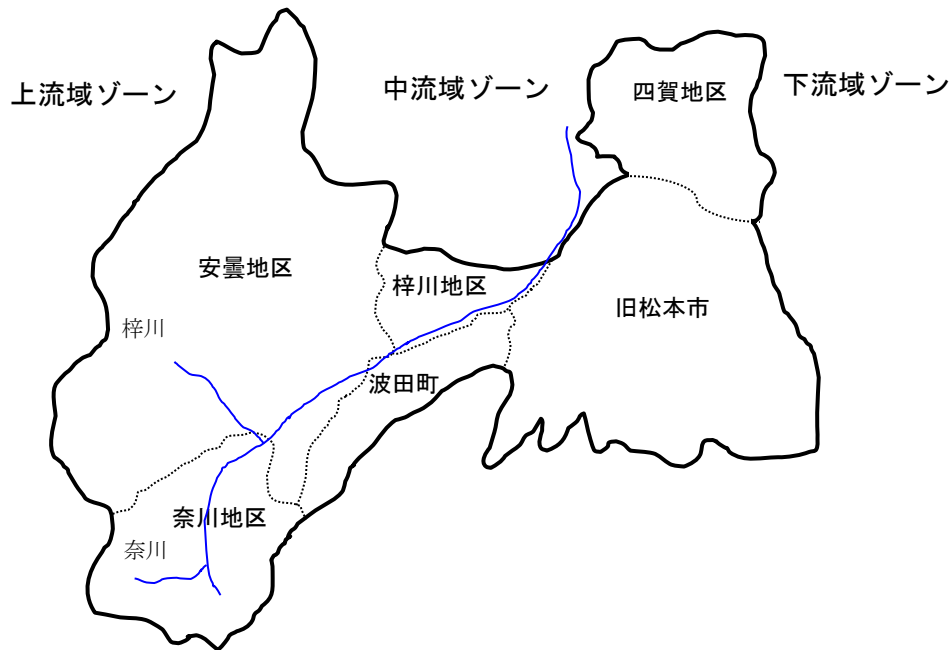 上流域ゾーン
中流域ゾーン
下流域ゾーン
四賀地区
安曇地区
梓川地区
旧松本市
梓川
波田町
奈川地区
奈川